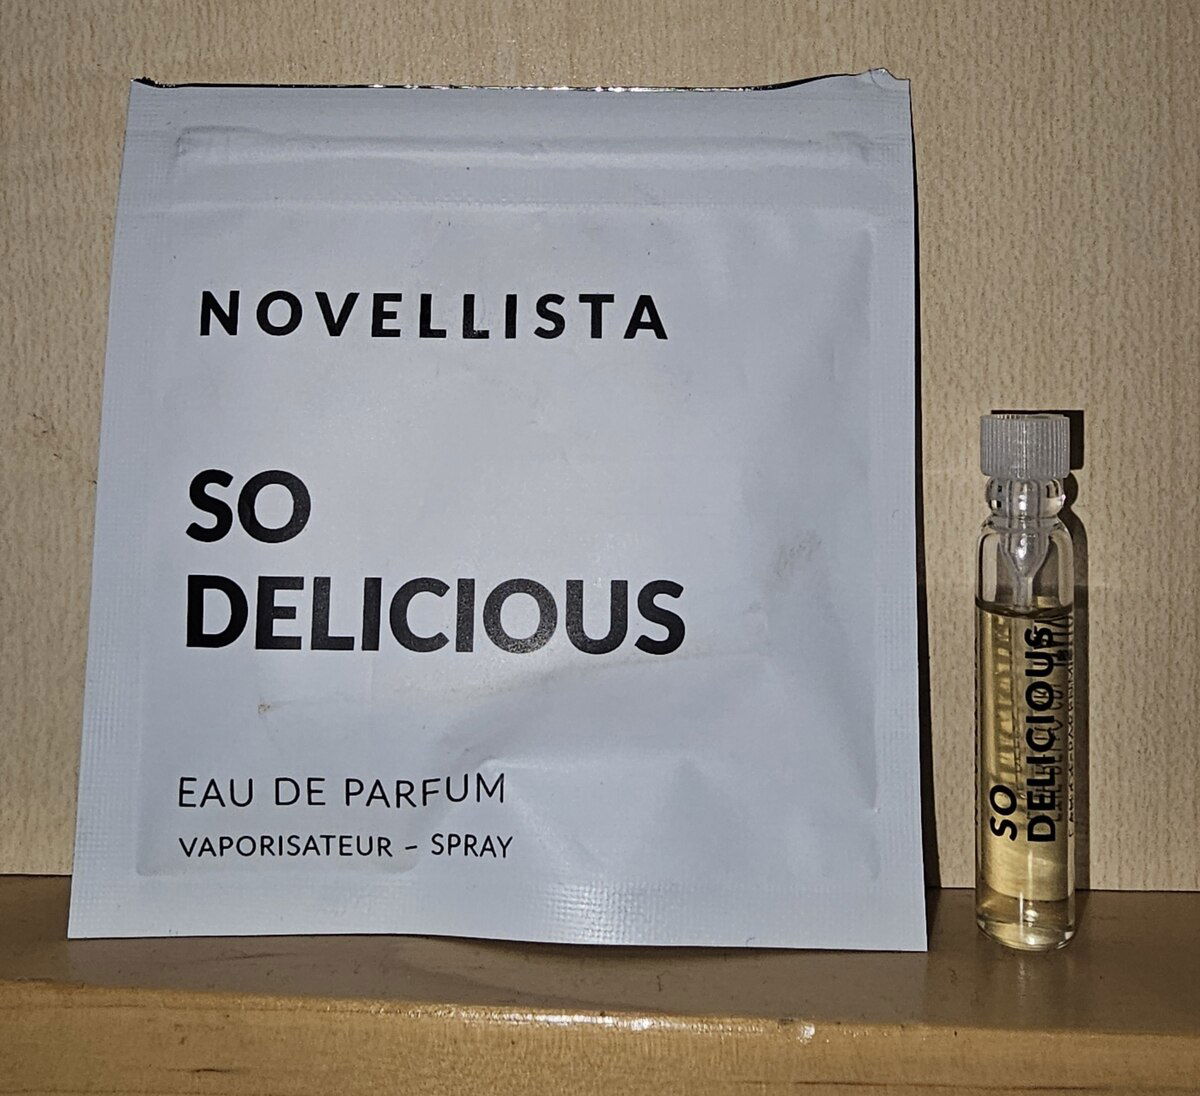 NOVELLISTA
SO
DELICIOUS
EAU DE PARFUM
VAPORISATEUR - SPRAY
SO
DELICIOUS